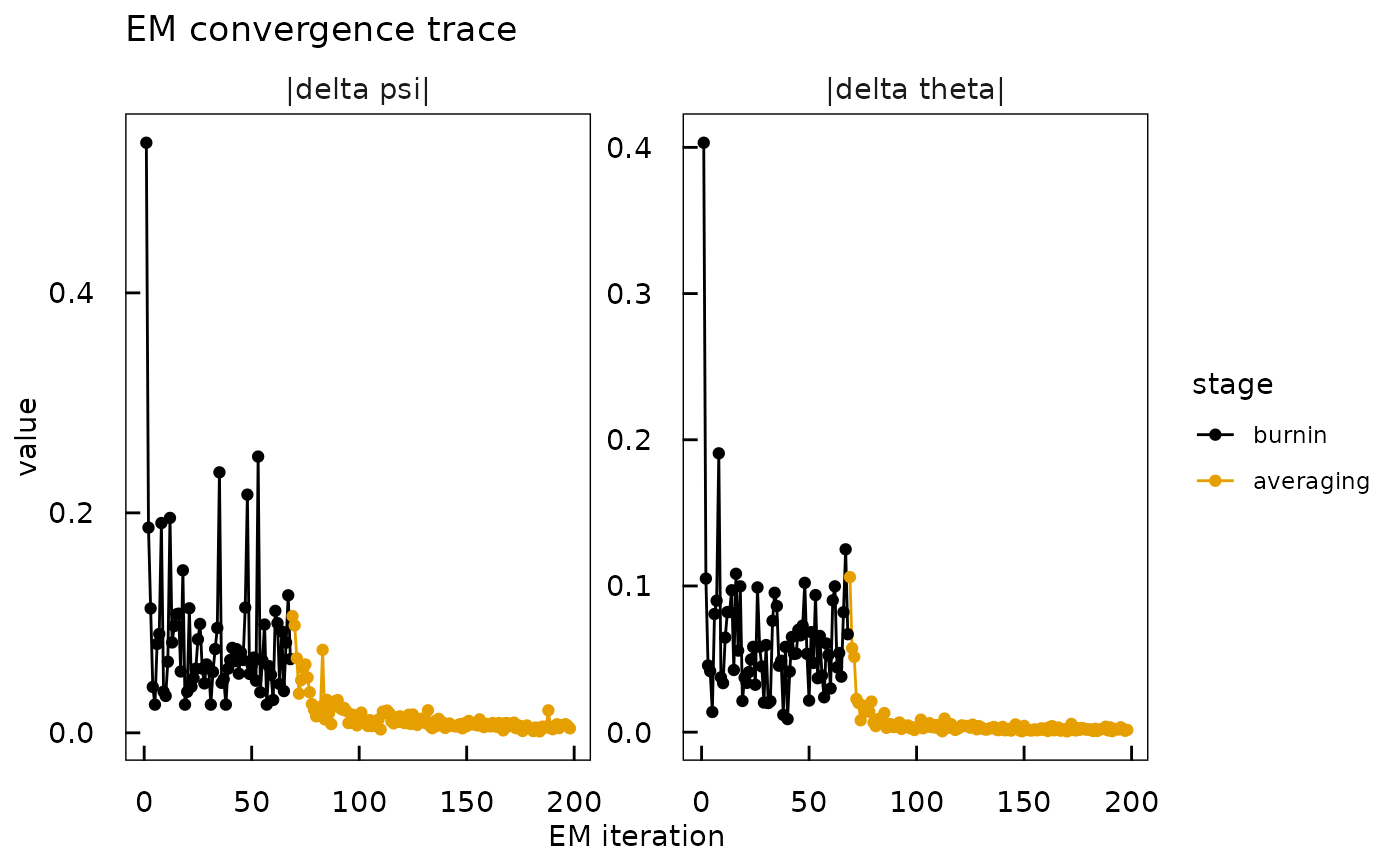 EM convergence trace
|delta psi|
|delta theta|
value
0.4
0.2
0.0
0.4
0.3
0.2
0.1
0.0
0 50 100 150 200
0 50 100 150 200
EM iteration
stage
burnin
averaging